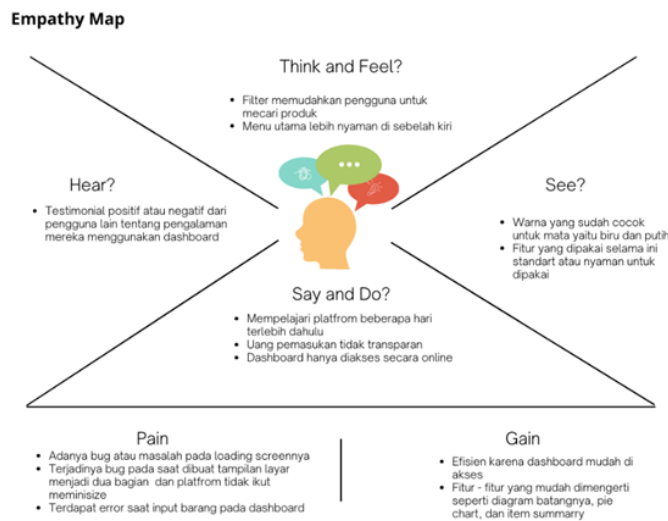 Empathy Map
Think and Feel?
• Filter memudahkan pengguna untuk
mecari produk
• Menu utama lebih nyaman di sebelah kiri
Hear?
• Testimonial positif atau negatif dari
pengguna lain tentang pengalaman
mereka menggunakan dashboard
See?
• Warna yang sudah cocok
untuk mata yaitu biru dan putih
• Fitur yang dipakai selama ini
standart atau nyaman untuk
dipakai
Say and Do?
• Mempelajari platfrom beberapa hari
terlebih dahulu
• Uang pemasukan tidak transparan
• Dashboard hanya diakses secara online
Pain
• Adanya bug atau masalah pada loading screennya
• Terjadinya bug pada saat dibuat tampilan layar
menjadi dua bagian dan platfrom tidak ikut
meminisize
• Terdapat error saat input barang pada dashboard
Gain
• Efisien karena dashboard mudah di
akses
• Fitur - fitur yang mudah dimengerti
seperti diagram batangnya, pie
chart, dan item summarry